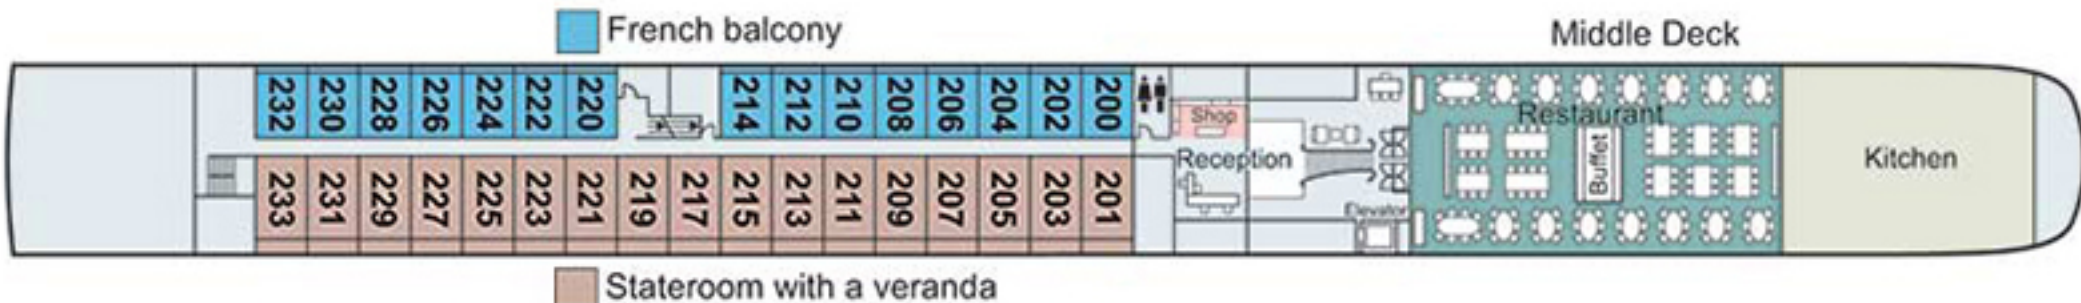 French balcony
Middle Deck
232 230 228 226 224 222 220 214 212 210 208 206 204 202 200
Shop
Restaurant
Reception
Buffet
Kitchen
233 231 229 227 225 223 221 219 217 215 213 211 209 207 205 203 201
Elevator
Stateroom with a veranda